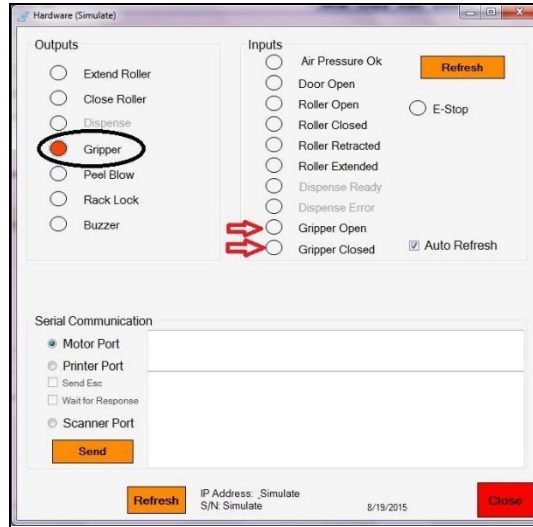 Hardware (Simulate)
Outputs
Extend Roller
Close Roller
Dispense
Gripper
Peel Blow
Rack Lock
Buzzer
Inputs
Air Pressure Ok
Door Open
Roller Open
Roller Closed
Roller Retracted
Roller Extended
Dispense Ready
Dispense Error
Gripper Open
Gripper Closed
Refresh
E-Stop
Auto Refresh
Serial Communication
Motor Port
Printer Port
Send Esc
Wait for Response
Scanner Port
Send
Refresh
IP Address: _Simulate
S/N: Simulate
8/19/2015
Close